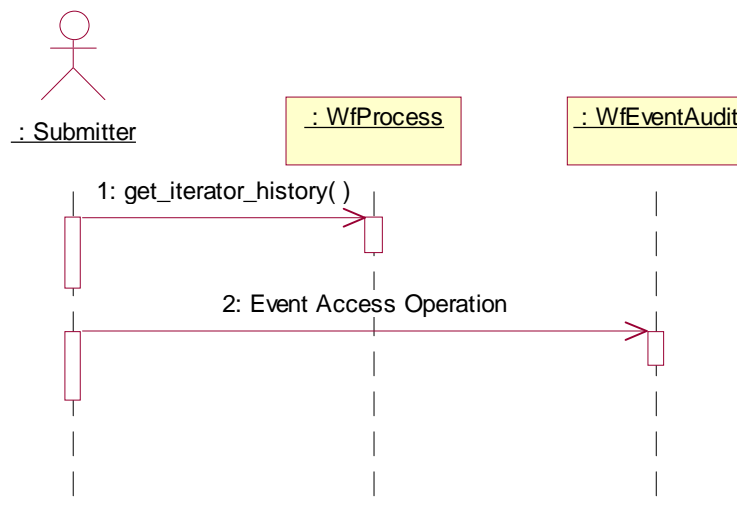 : Submitter
: WfProcess
: WfEventAudit
1: get_iterator_history( )
2: Event Access Operation